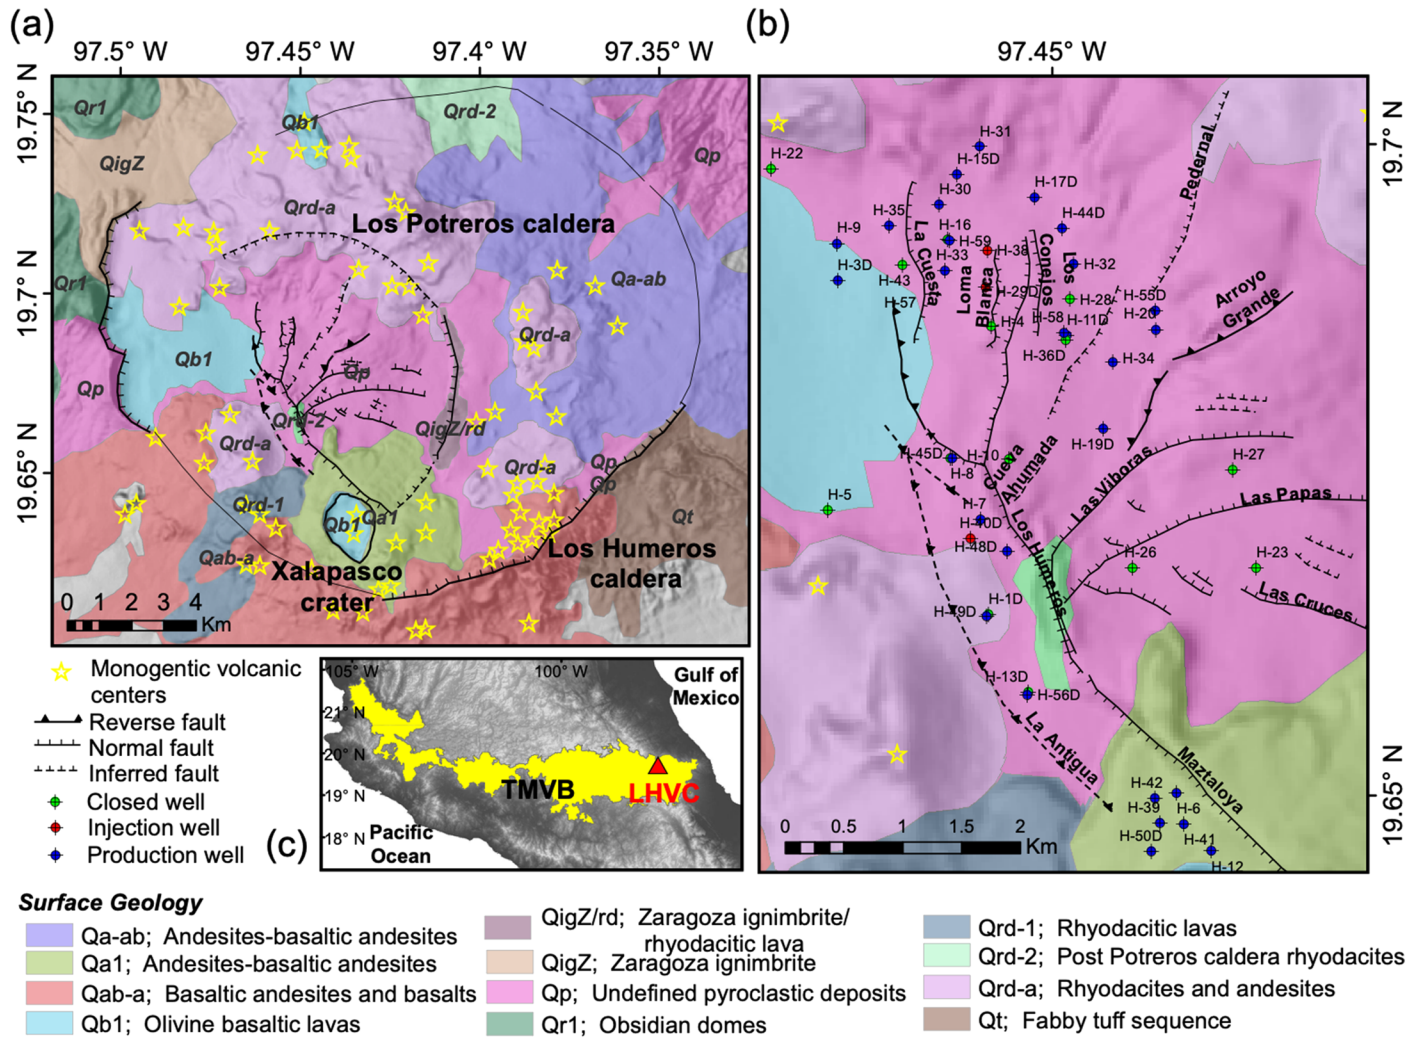 (a)
97.5° W
97.45° W
97.4° W
97.35° W
19.75° N
19.7° N
19.65° N
Qr1
Qb1
Qrd-2
QigZ
Qp
Qrd-a
Los Potreros caldera
Qr1
Qa-ab
Qrd-a
Qb1
Qp
Qp
Qrd-2
QigZ/rd
Qrd-a
Qrd-a
Qp
Qp
Qrd-1
Qb1
Qa1
Qt
Qab-a
Los Humeros
caldera
Xalapasco
crater
0 1 2 3 4
Km
(b)
97.45° W
19.7° N
19.65° N
H-31
H-15D
H-22
H-30
H-17D
Pedernal
H-35
H-16
H-44D
H-9
H-59
H-38
La Cuesta
Conejos
Los
H-3D
H-33
H-32
H-43
Loma
Blanca
H-29D
H-28
H-55D
Arroyo
Grande
H-57
H-4
H-58
H-11D
H-20
H-36D
H-34
H-19D
H-45D
H-10
Cueva
Ahumada
H-8
Las Viboras
H-27
H-5
H-7
Las Papas
H-40D
H-48D
Los Humeros
H-26
H-23
H-49D
H-1D
Las Cruces
H-13D
H-56D
La Antigua
Maztaloya
H-42
H-39
H-6
H-50D
H-41
H-12
0 0.5 1 1.5 2
Km
Monogentic volcanic
centers
Reverse fault
Normal fault
Inferred fault
Closed well
Injection well
Production well
(c)
105° W
100° W
Gulf of
Mexico
21° N
20° N
19° N
18° N
TMVB
LHVC
Pacific
Ocean
Surface Geology
Qa-ab; Andesites-basaltic andesites
Qa1; Andesites-basaltic andesites
Qab-a; Basaltic andesites and basalts
Qb1; Olivine basaltic lavas
QigZ/rd; Zaragoza ignimbrite/
rhyodacitic lava
QigZ; Zaragoza ignimbrite
Qp; Undefined pyroclastic deposits
Qr1; Obsidian domes
Qrd-1; Rhyodacitic lavas
Qrd-2; Post Potreros caldera rhyodacites
Qrd-a; Rhyodacites and andesites
Qt; Fabby tuff sequence